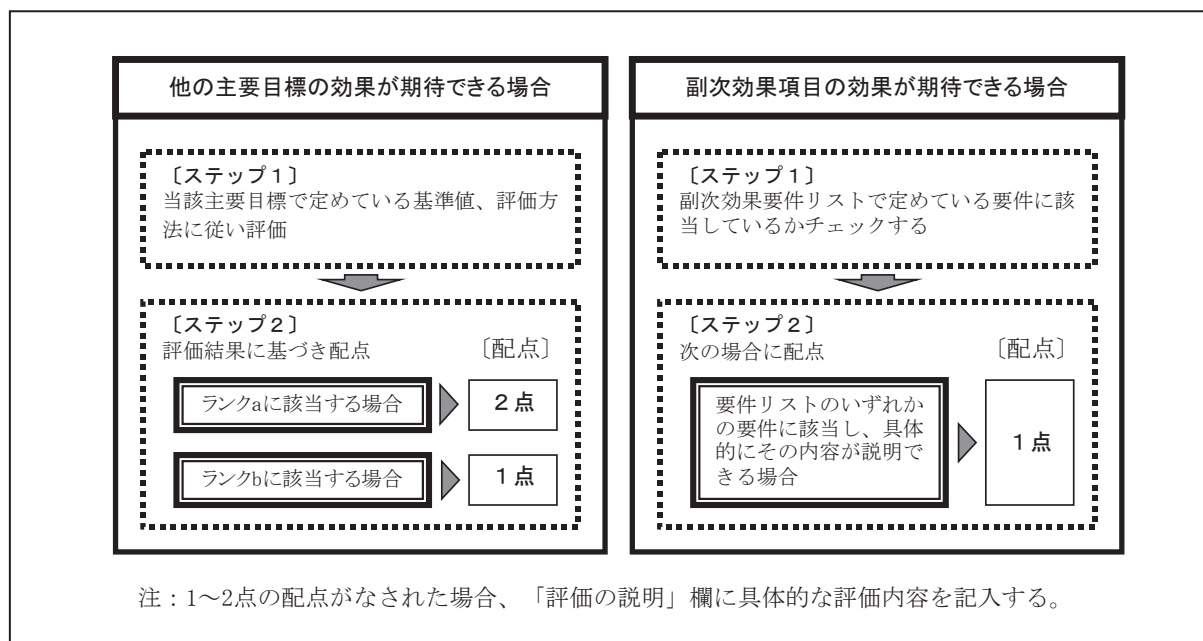 他の主要目標の効果が期待できる場合
〔ステップ1〕
当該主要目標で定めている基準値、評価方
法に従い評価
〔ステップ2〕
評価結果に基づき配点
〔配点〕
ランクaに該当する場合
2点
ランクbに該当する場合
1点
副次効果項目の効果が期待できる場合
〔ステップ1〕
副次効果要件リストで定めている要件に該
当しているかチェックする
〔ステップ2〕
次の場合に配点
〔配点〕
要件リストのいずれか
の要件に該当し、具体
的にその内容が説明で
きる場合
1点
注：1～2点の配点がなされた場合、「評価の説明」欄に具体的な評価内容を記入する。